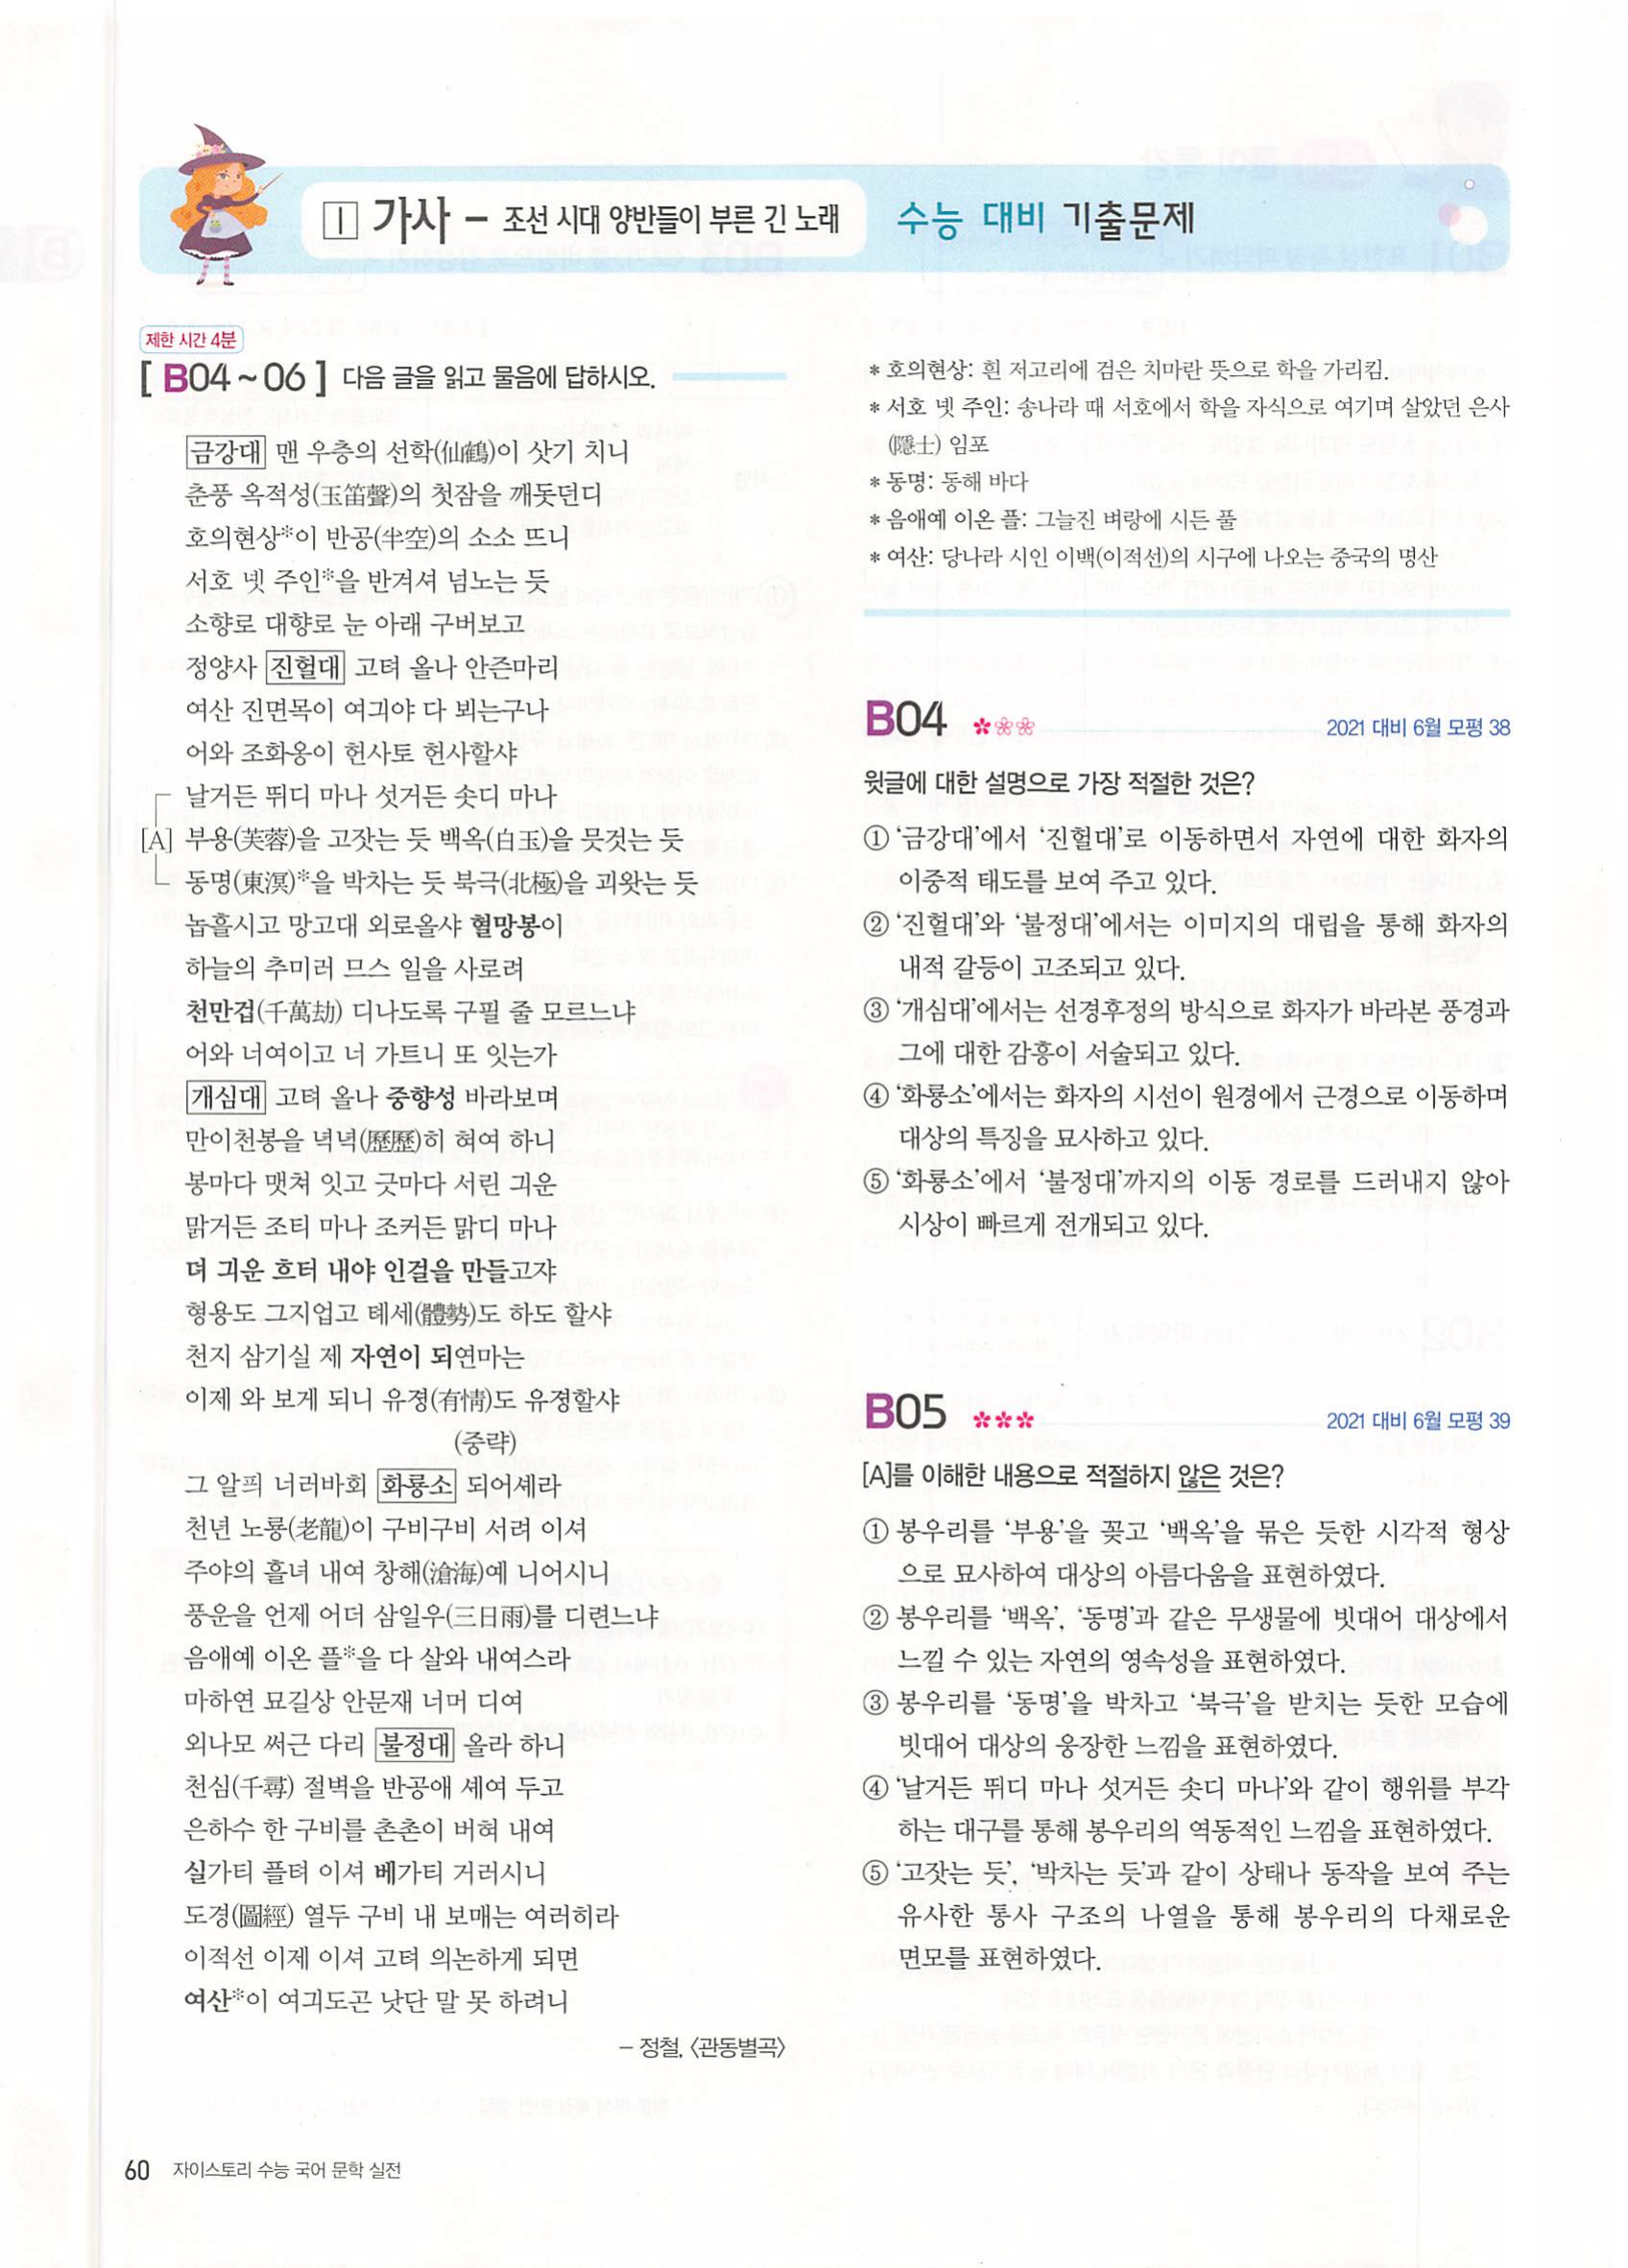 1 가사 - 조선 시대 양반들이 부른 긴 노래 수능 대비 기출문제
제한 시간 4분
[ B04 ~ 06 ] 다음 글을 읽고 물음에 답하시오.
금강대 맨 우층의 선학(仙鶴)이 삿기 치니
춘풍 옥적성(玉笛聲)의 첫잠을 깨돗던디
호의현상*이 반공(半空)의 소소 뜨니
서호 녯 주인*을 반겨셔 넘노는 듯
소향로 대향로 눈 아래 구버보고
정양사 진헐대 고텨 올나 안즌마리
여산 진면목이 여긔야 다 뵈는구나
어와 조화옹이 헌사토 헌사할샤
날거든 뛰디 마나 섯거든 솟디 마나
[A] 부용(芙蓉)을 고잣는 듯 백옥(白玉)을 믓것는 듯
동명(東溟)*을 박차는 듯 북극(北極)을 괴왓는 듯
놉흘시고 망고대 외로올샤 혈망봉이
하늘의 추미러 므스 일을 사로려
천만겁(千萬劫) 디나도록 구필 줄 모르느냐
어와 너여이고 너 가트니 또 잇는가
개심대 고텨 올나 중향성 바라보며
만이천봉을 녁녁(歷歷)히 혀여 하니
봉마다 맷쳐 잇고 긋마다 서린 긔운
맑거든 조티 마나 조커든 맑디 마나
뎌 긔운 흐터 내야 인걸을 만들고쟈
형용도 그지업고 톄세(體勢)도 하도 할샤
천지 삼기실 제 자연이 되연마는
이제 와 보게 되니 유정(有情)도 유정할샤
(중략)
그 알픠 너러바회 화룡소 되어셰라
천년 노룡(老龍)이 구비구비 서려 이셔
주야의 흘녀 내여 창해(滄海)예 니어시니
풍운을 언제 어더 삼일우(三日雨)를 디련느냐
음애예 이온 플*을 다 살와 내여스라
마하연 묘길상 안문재 너머 디여
외나모 써근 다리 불정대 올라 하니
천심(千尋) 절벽을 반공애 셰여 두고
은하수 한 구비를 촌촌이 버혀 내여
실가티 플텨 이셔 베가티 거러시니
도경(圖經) 열두 구비 내 보매는 여러히라
이적선 이제 이셔 고텨 의논하게 되면
여산*이 여긔도곤 낫단 말 못 하려니
- 정철, 〈관동별곡〉
* 호의현상: 흰 저고리에 검은 치마란 뜻으로 학을 가리킴.
* 서호 녯 주인: 송나라 때 서호에서 학을 자식으로 여기며 살았던 은사
(隱士) 임포
* 동명: 동해 바다
* 음애예 이온 플: 그늘진 벼랑에 시든 풀
* 여산: 당나라 시인 이백(이적선)의 시구에 나오는 중국의 명산
B04 2021 대비 6월 모평 38
윗글에 대한 설명으로 가장 적절한 것은?
① ‘금강대’에서 ‘진헐대’로 이동하면서 자연에 대한 화자의
이중적 태도를 보여 주고 있다.
② ‘진헐대’와 ‘불정대’에서는 이미지의 대립을 통해 화자의
내적 갈등이 고조되고 있다.
③ ‘개심대’에서는 선경후정의 방식으로 화자가 바라본 풍경과
그에 대한 감흥이 서술되고 있다.
④ ‘화룡소’에서는 화자의 시선이 원경에서 근경으로 이동하며
대상의 특징을 묘사하고 있다.
⑤ ‘화룡소’에서 ‘불정대’까지의 이동 경로를 드러내지 않아
시상이 빠르게 전개되고 있다.
B05 2021 대비 6월 모평 39
[A]를 이해한 내용으로 적절하지 않은 것은?
① 봉우리를 ‘부용’을 꽂고 ‘백옥’을 묶은 듯한 시각적 형상
으로 묘사하여 대상의 아름다움을 표현하였다.
② 봉우리를 ‘백옥’, ‘동명’과 같은 무생물에 빗대어 대상에서
느낄 수 있는 자연의 영속성을 표현하였다.
③ 봉우리를 ‘동명’을 박차고 ‘북극’을 받치는 듯한 모습에
빗대어 대상의 웅장한 느낌을 표현하였다.
④ ‘날거든 뛰디 마나 섯거든 솟디 마나’와 같이 행위를 부각
하는 대구를 통해 봉우리의 역동적인 느낌을 표현하였다.
⑤ ‘고잣는 듯’, ‘박차는 듯’과 같이 상태나 동작을 보여 주는
유사한 통사 구조의 나열을 통해 봉우리의 다채로운
면모를 표현하였다.
60 자이스토리 수능 국어 문학 실전